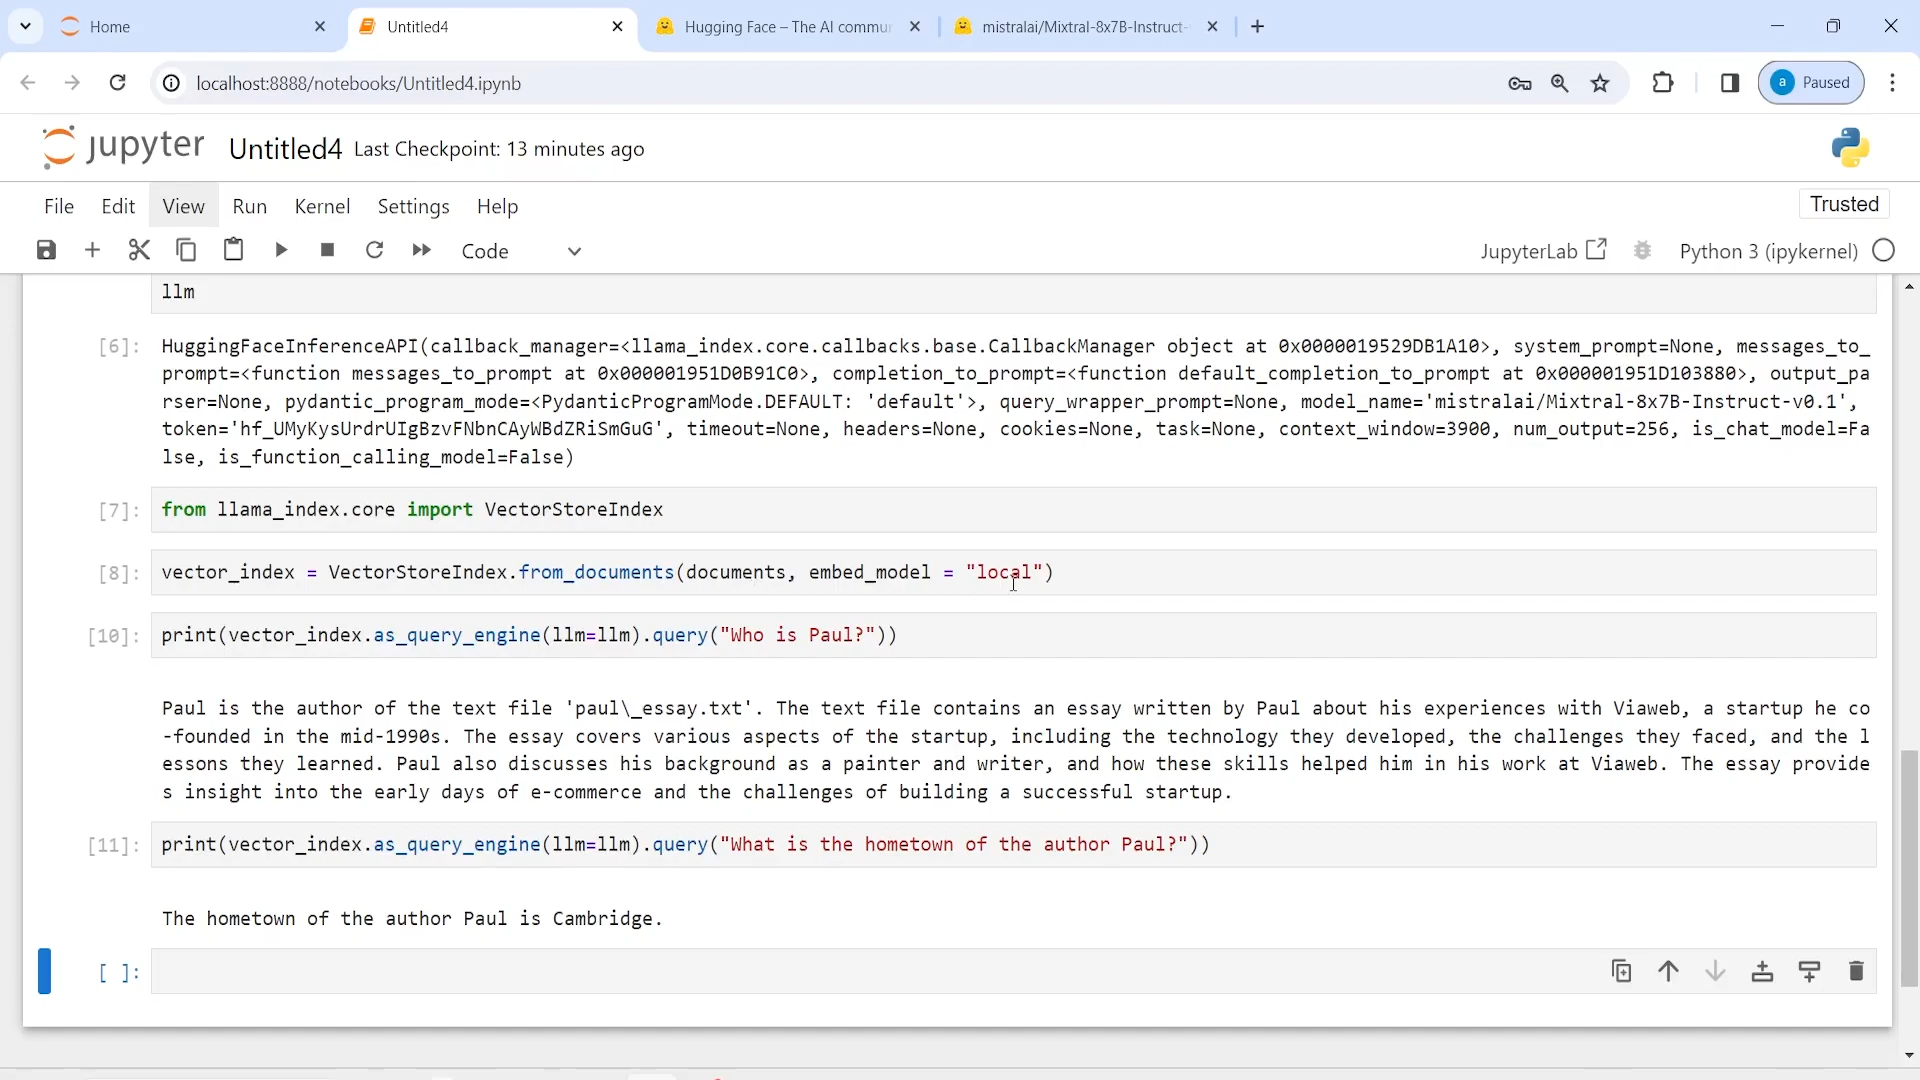 Home
Untitled4
Hugging Face – The AI commu
mistralai/Mixtral-8x7B-Instruct-
localhost:8888/notebooks/Untitled4.ipynb
a Paused
jupyter Untitled4 Last Checkpoint: 13 minutes ago
File Edit View Run Kernel Settings Help Trusted
Code JupyterLab Python 3 (ipykernel)
llm
[6]: HuggingFaceInferenceAPI(callback_manager=<llama_index.core.callbacks.base.CallbackManager object at 0x0000019529DB1A10>, system_prompt=None, messages_to_
prompt=<function messages_to_prompt at 0x000001951D0B91C0>, completion_to_prompt=<function default_completion_to_prompt at 0x000001951D103880>, output_pa
rser=None, pydantic_program_mode=<PydanticProgramMode.DEFAULT: 'default'>, query_wrapper_prompt=None, model_name='mistralai/Mixtral-8x7B-Instruct-v0.1',
token='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', timeout=None, headers=None, cookies=None, task=None, context_window=3900, num_output=256, is_chat_model=Fa
lse, is_function_calling_model=False)
[7]: from llama_index.core import VectorStoreIndex
[8]: vector_index = VectorStoreIndex.from_documents(documents, embed_model = "local")
[10]: print(vector_index.as_query_engine(llm=llm).query("Who is Paul?"))
Paul is the author of the text file 'paul\_essay.txt'. The text file contains an essay written by Paul about his experiences with Viaweb, a startup he co
-founded in the mid-1990s. The essay covers various aspects of the startup, including the technology they developed, the challenges they faced, and the l
essons they learned. Paul also discusses his background as a painter and writer, and how these skills helped him in his work at Viaweb. The essay provide
s insight into the early days of e-commerce and the challenges of building a successful startup.
[11]: print(vector_index.as_query_engine(llm=llm).query("What is the hometown of the author Paul?"))
The hometown of the author Paul is Cambridge.
[ ]: